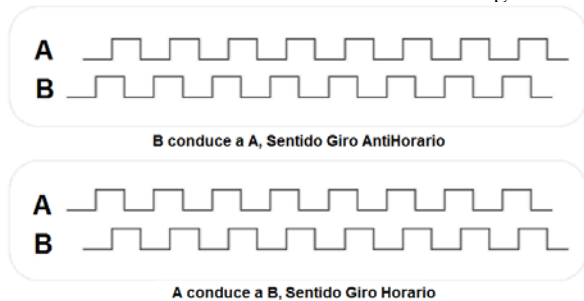 A
B
B conduce a A, Sentido Giro AntiHorario
A
B
A conduce a B, Sentido Giro Horario